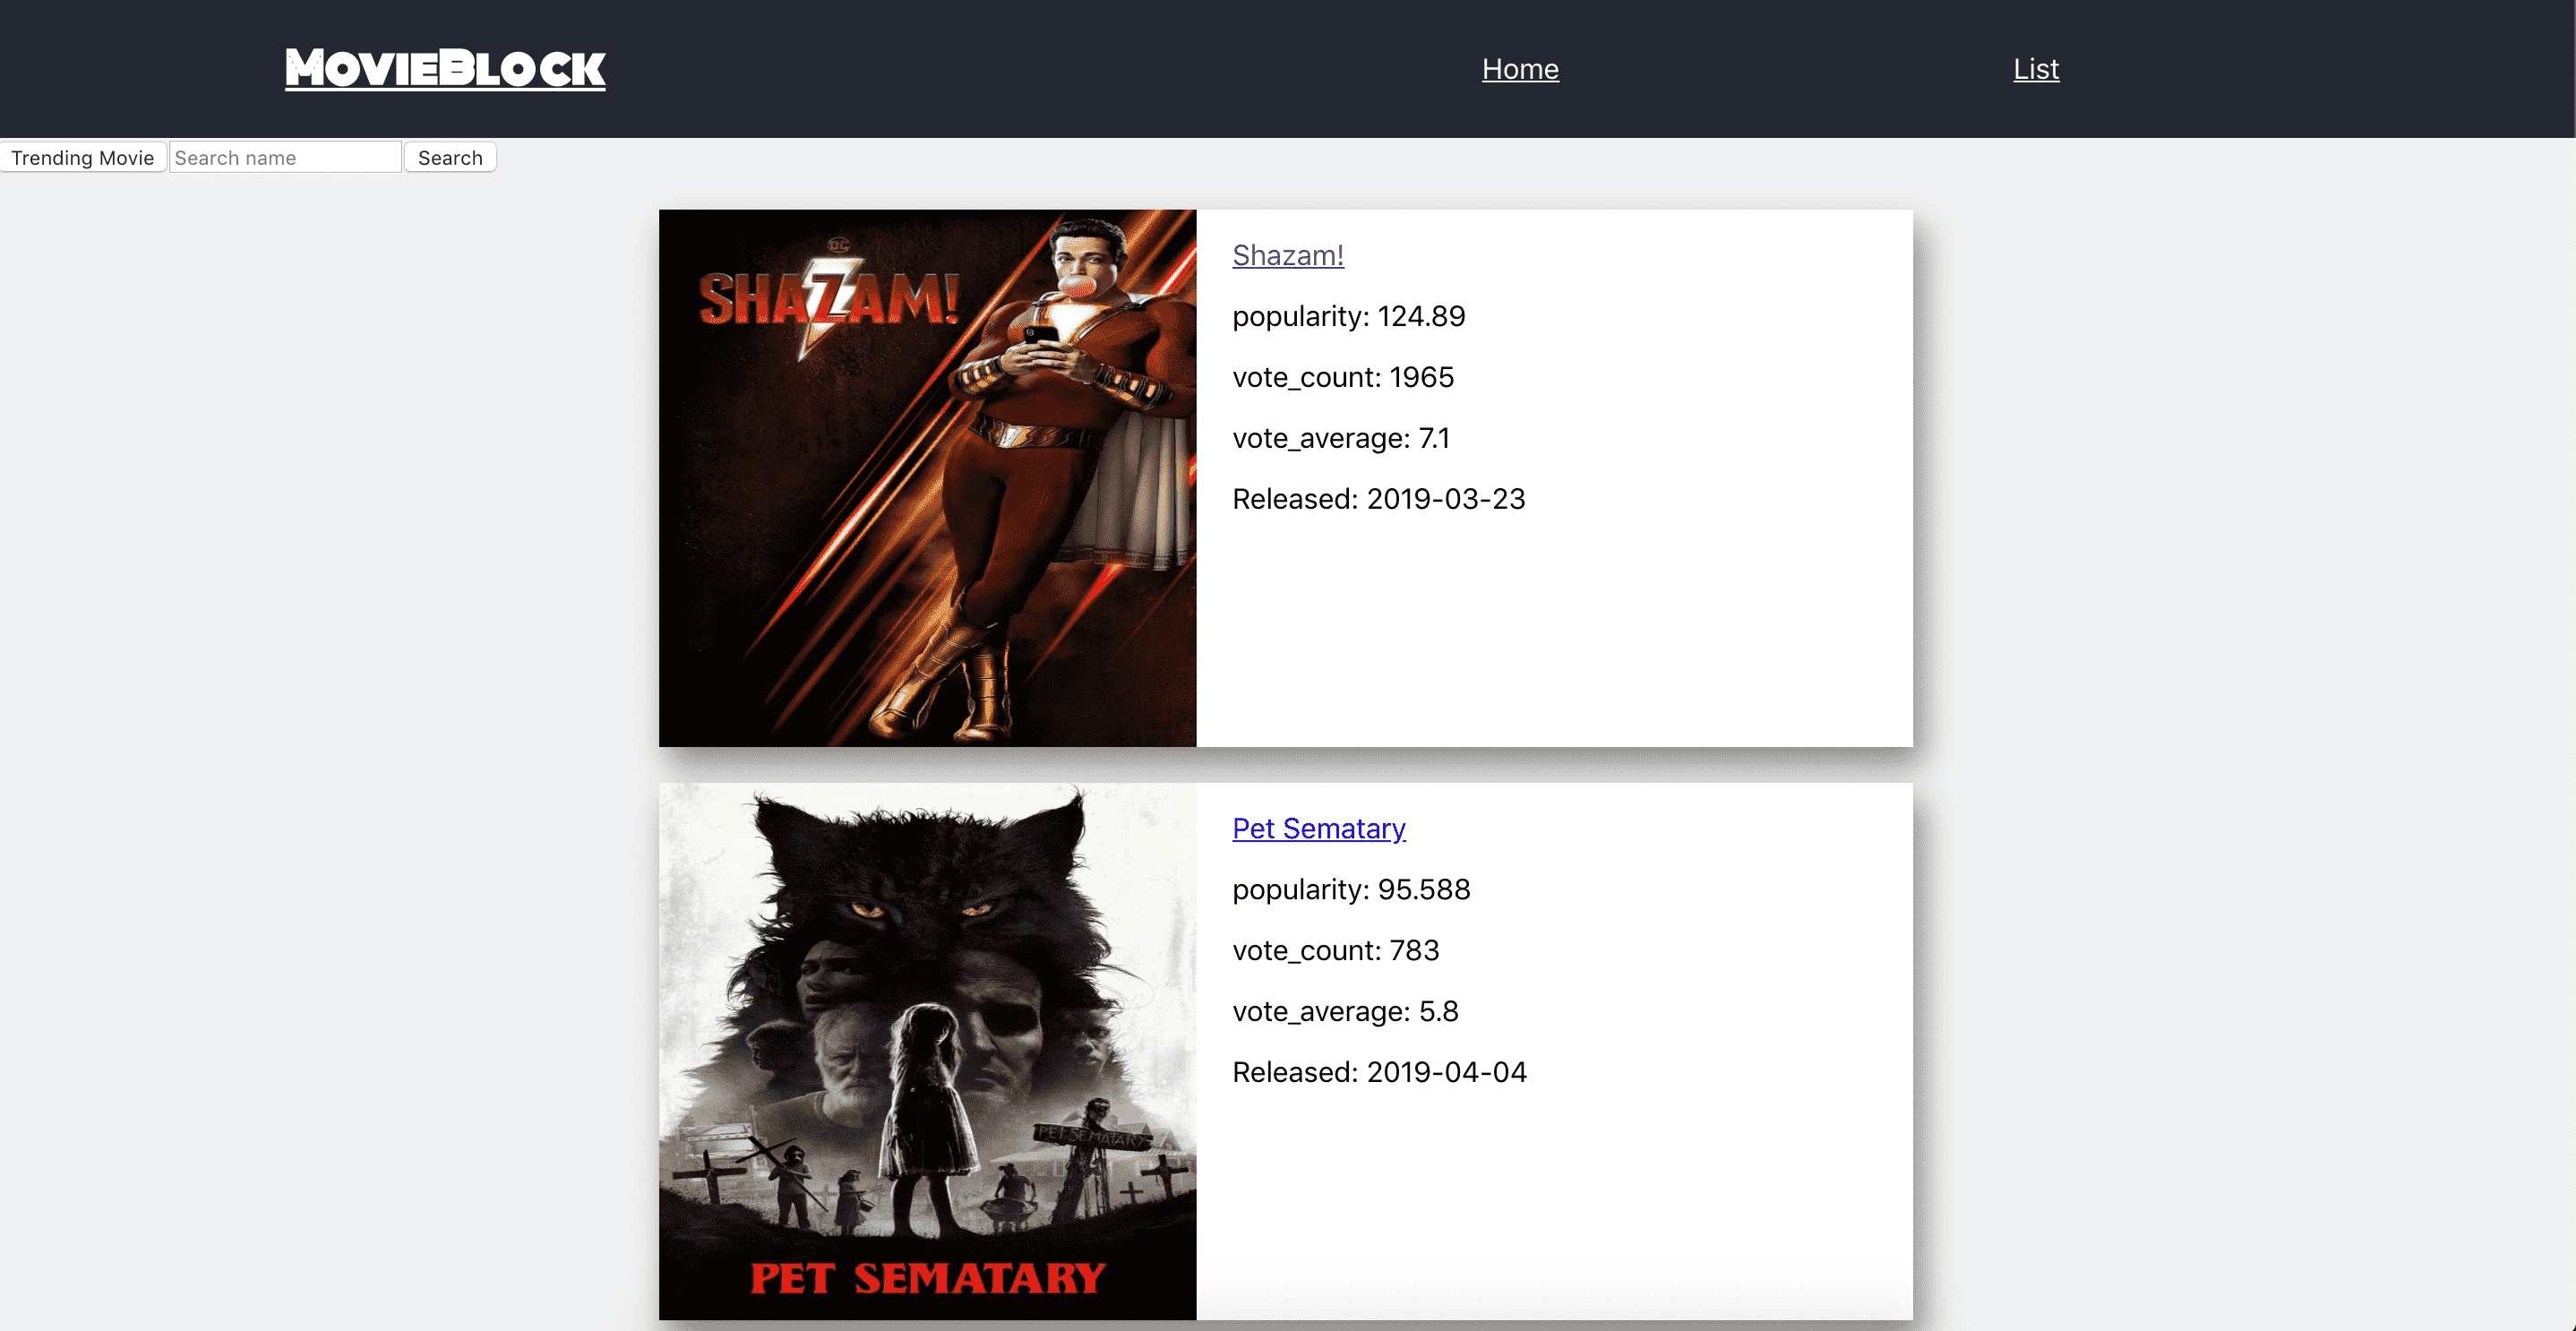 MovieBlock
Home
List
Trending Movie
Search name
Search
DC
SHAZAM!
Shazam!
popularity: 124.89
vote_count: 1965
vote_average: 7.1
Released: 2019-03-23
PET SEMATARY
PET SEMATARY
Pet Sematary
popularity: 95.588
vote_count: 783
vote_average: 5.8
Released: 2019-04-04